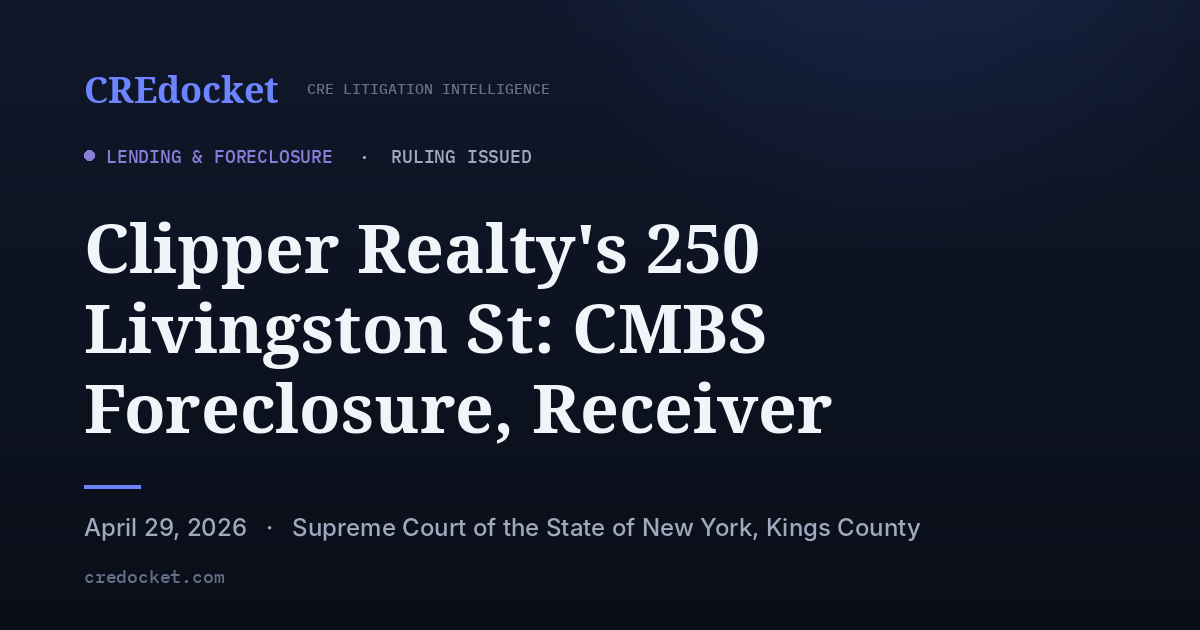 CREdocket CRE LITIGATION INTELLIGENCE
LENDING & FORECLOSURE · RULING ISSUED
Clipper Realty's 250
Livingston St: CMBS
Foreclosure, Receiver
April 29, 2026 · Supreme Court of the State of New York, Kings County
credocket.com